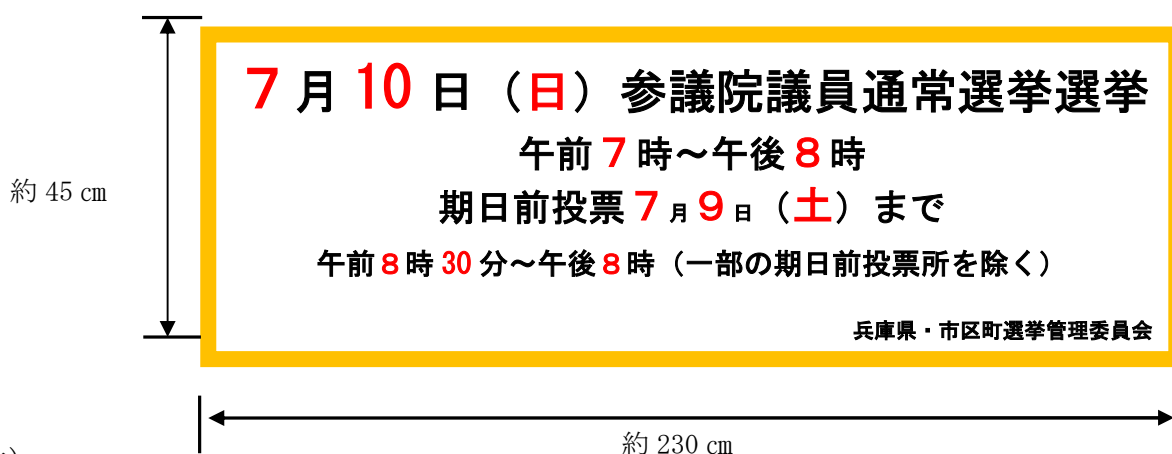 7月10日（日）参議院議員通常選挙選挙
午前7時～午後8時
期日前投票7月9日（土）まで
午前8時30分～午後8時（一部の期日前投票所を除く）
兵庫県・市区町選挙管理委員会
約45㎝
約230㎝